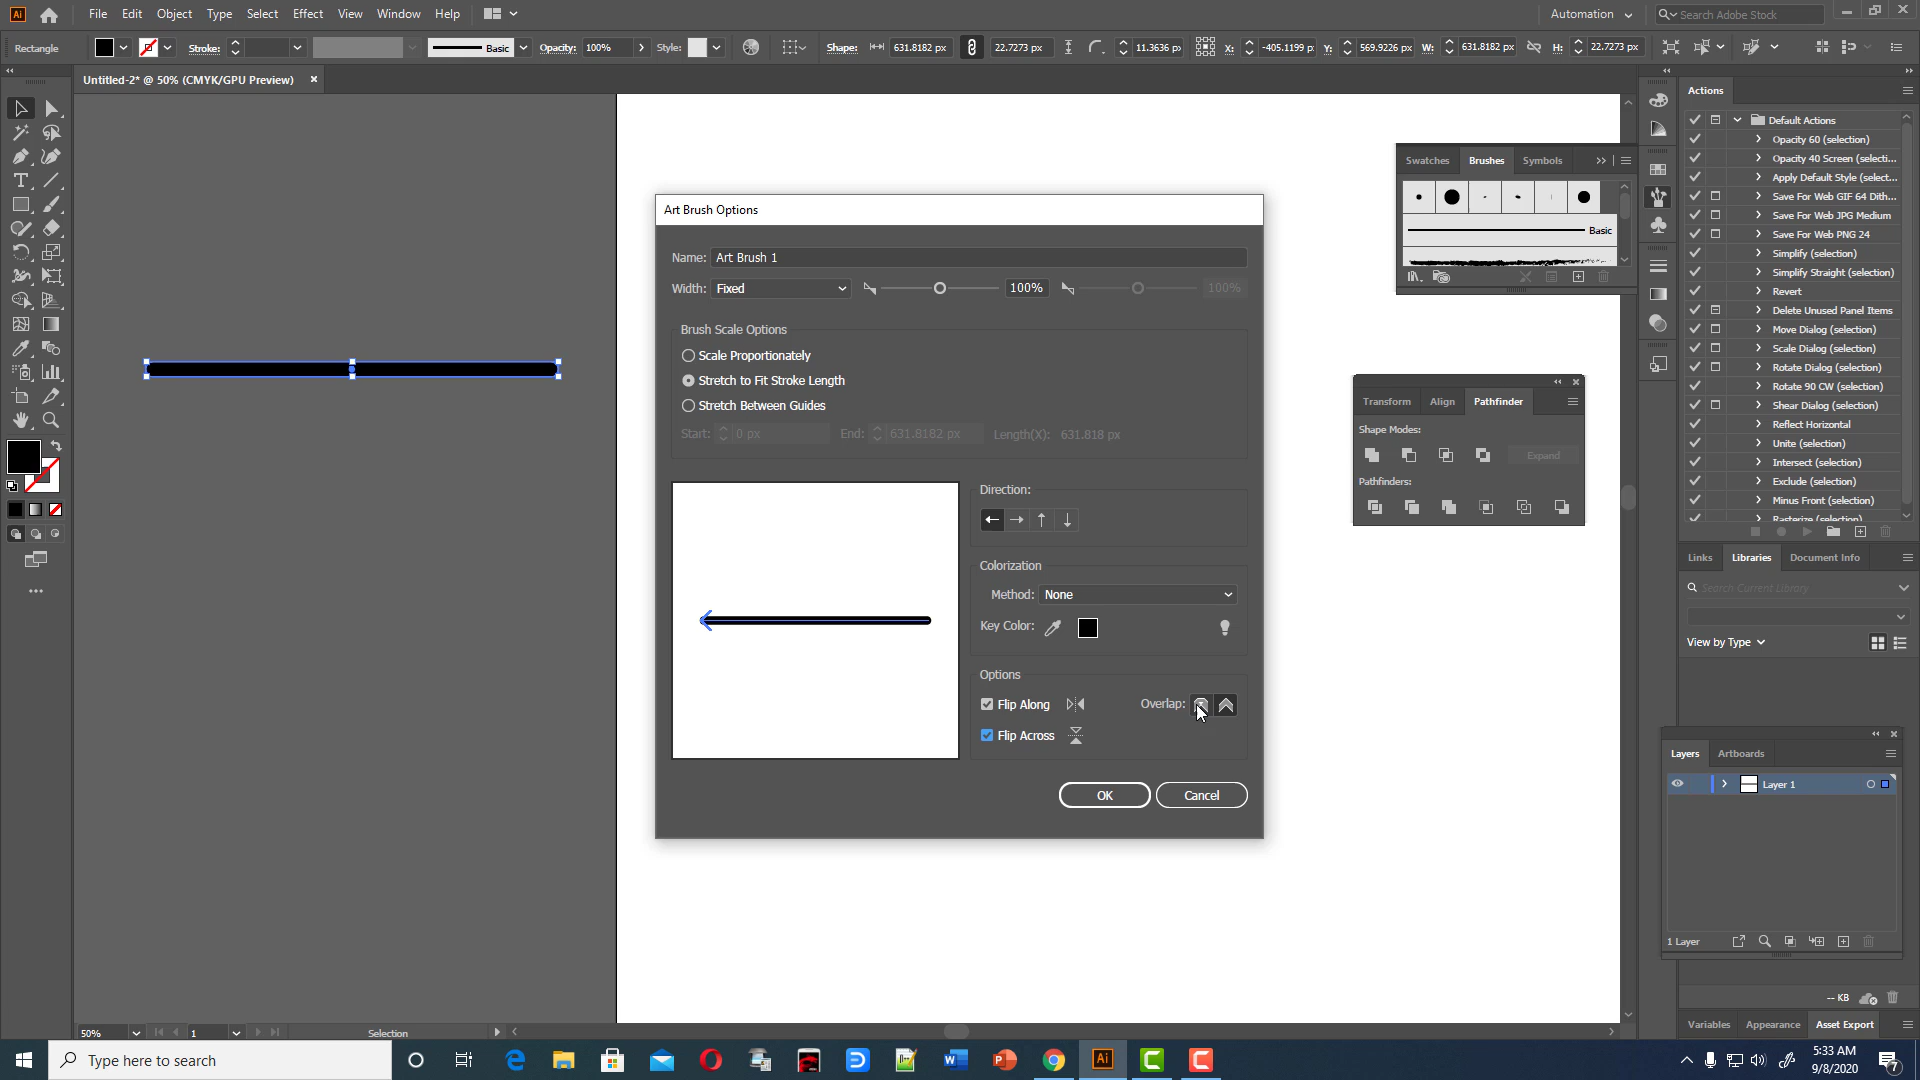 Ai File Edit Object Type Select Effect View Window Help Automation Search Adobe Stock
Rectangle Stroke: Basic Opacity: 100% Style: Shape: 631.8182 px 22.7273 px 11.3636 px X: -405.1199 p Y: 569.9226 px W: 631.8182 px H: 22.7273 px
Untitled-2* @ 50% (CMYK/GPU Preview)
Actions
Default Actions
Opacity 60 (selection)
Opacity 40 Screen (selecti...
Apply Default Style (select...
Save For Web GIF 64 Dith...
Save For Web JPG Medium
Save For Web PNG 24
Simplify (selection)
Simplify Straight (selection)
Revert
Delete Unused Panel Items
Move Dialog (selection)
Scale Dialog (selection)
Rotate Dialog (selection)
Rotate 90 CW (selection)
Shear Dialog (selection)
Reflect Horizontal
Unite (selection)
Intersect (selection)
Exclude (selection)
Minus Front (selection)
Rasterize (selection)
Swatches Brushes Symbols
Basic
Art Brush Options
Name: Art Brush 1
Width: Fixed 100% 100%
Brush Scale Options
Scale Proportionately
Stretch to Fit Stroke Length
Stretch Between Guides
Start: 0 px End: 631.8182 px Length(X): 631.818 px
Direction:
Colorization
Method: None
Key Color:
Options
Flip Along Overlap:
Flip Across
OK Cancel
Transform Align Pathfinder
Shape Modes:
Expand
Pathfinders:
Links Libraries Document Info
Search Current Library
View by Type
Layers Artboards
Layer 1
1 Layer
-- KB
Variables Appearance Asset Export
50% 1 Selection
Type here to search
Ai
5:33 AM
9/8/2020
7